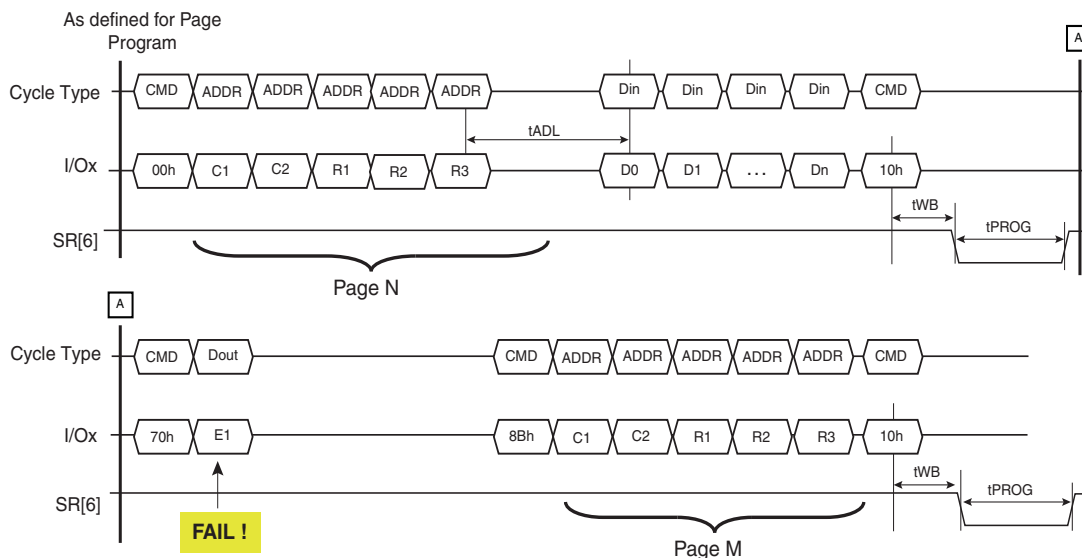 As defined for Page
Program
A
Cycle Type
CMD ADDR ADDR ADDR ADDR ADDR Din Din Din Din CMD
tADL
I/Ox
00h C1 C2 R1 R2 R3 D0 D1 ... Dn 10h
tWB
SR[6]
tPROG
Page N
A
Cycle Type
CMD Dout CMD ADDR ADDR ADDR ADDR ADDR CMD
I/Ox
70h E1 8Bh C1 C2 R1 R2 R3 10h
tWB
SR[6]
tPROG
FAIL !
Page M